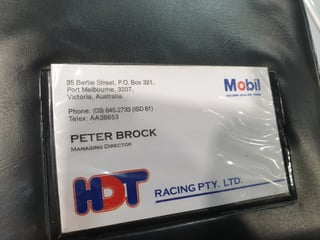 35 Bertie Street, P.O. Box 321,
Port Melbourne, 3207,
Victoria, Australia.
Phone: (03) 645.2733 (ISD 61)
Telex: AA38653
Mobil
PETER BROCK
MANAGING DIRECTOR
HDT
RACING PTY. LTD.